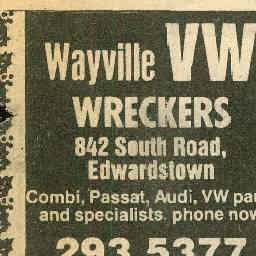 Wayville VW
WRECKERS
842 South Road,
Edwardstown
Combi, Passat, Audi, VW
and specialists. phone now
293 5377